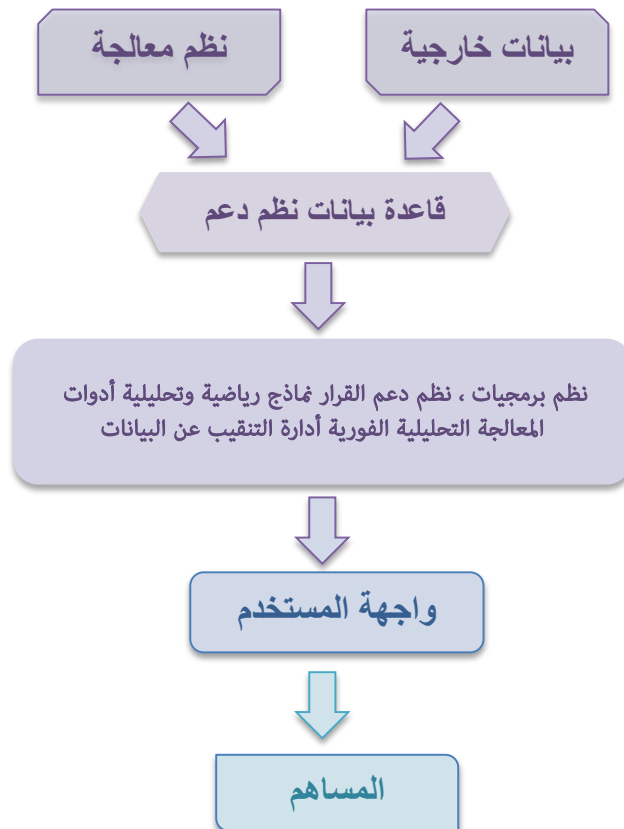 بيانات خارجية
نظم معالجة
قاعدة بيانات نظم دعم
نظم برمجيات ، نظم دعم القرار نماذج رياضية وتحليلية أدوات
المعالجة التحليلية الفورية أدارة التنقيب عن البيانات
واجهة المستخدم
المساهم